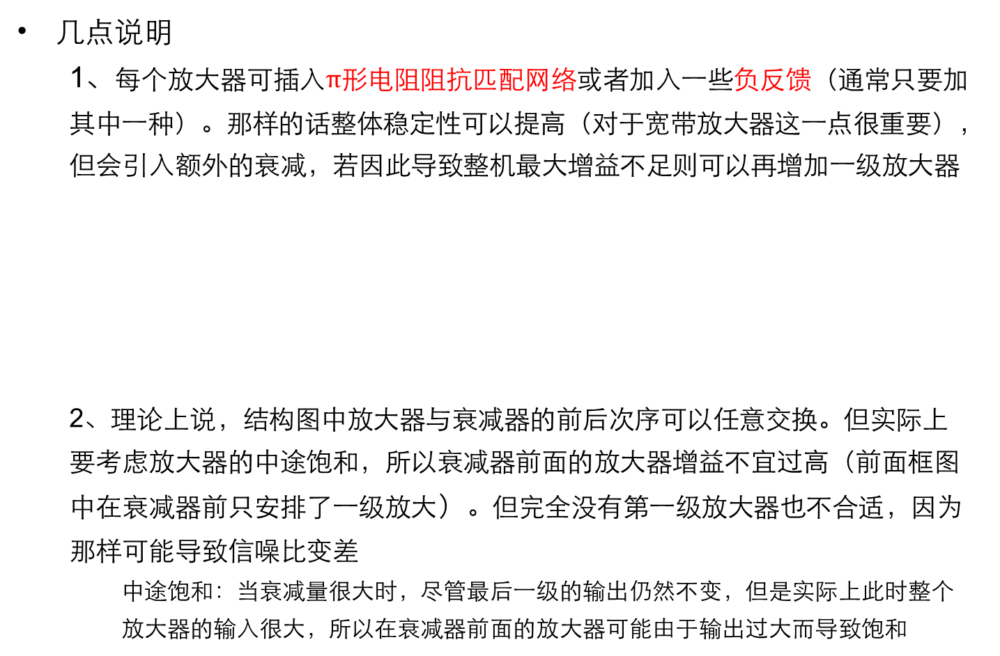 • 几点说明
1、每个放大器可插入π形电阻阻抗匹配网络或者加入一些负反馈（通常只要加
其中一种）。那样的话整体稳定性可以提高（对于宽带放大器这一点很重要），
但会引入额外的衰减，若因此导致整机最大增益不足则可以再增加一级放大器
2、理论上说，结构图中放大器与衰减器的前后次序可以任意交换。但实际上
要考虑放大器的中途饱和，所以衰减器前面的放大器增益不宜过高（前面框图
中在衰减器前只安排了一级放大）。但完全没有第一级放大器也不合适，因为
那样可能导致信噪比变差
中途饱和：当衰减量很大时，尽管最后一级的输出仍然不变，但是实际上此时整个
放大器的输入很大，所以在衰减器前面的放大器可能由于输出过大而导致饱和